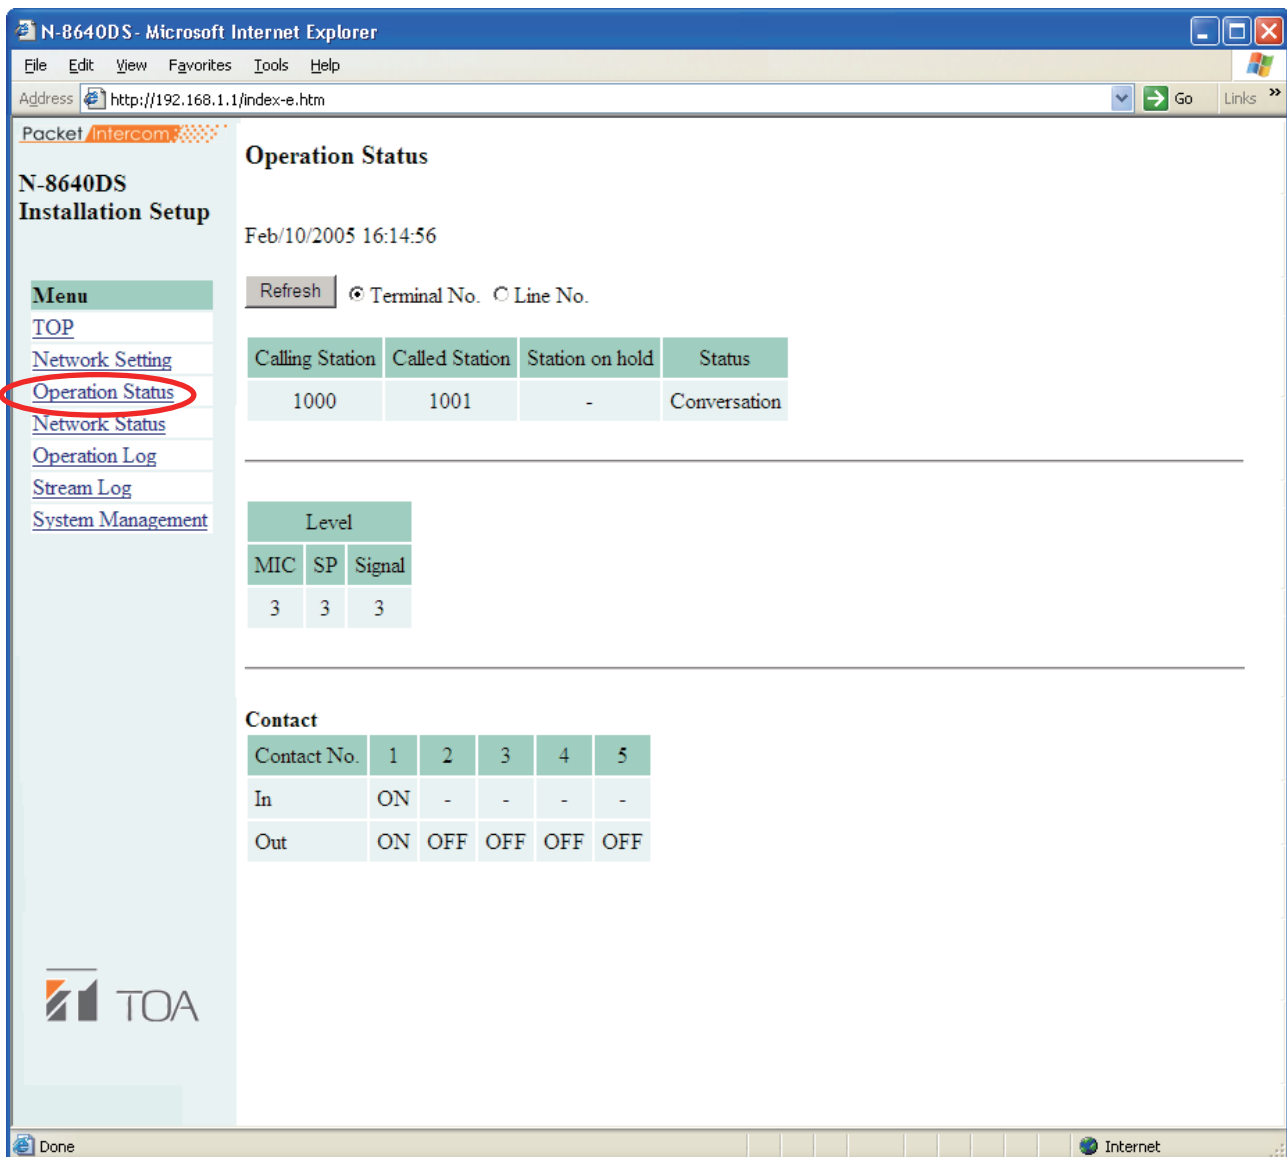 N-8640DS - Microsoft Internet Explorer
File Edit View Favorites Tools Help
Address http://192.168.1.1/index-e.htm Go Links »
Packet Intercom
N-8640DS
Installation Setup
Menu
TOP
Network Setting
Operation Status
Network Status
Operation Log
Stream Log
System Management
TOA
Operation Status
Feb/10/2005 16:14:56
Refresh Terminal No. Line No.
Calling Station Called Station Station on hold Status
1000 1001 - Conversation
Level
MIC SP Signal
3 3 3
Contact
Contact No. 1 2 3 4 5
In ON - - - -
Out ON OFF OFF OFF OFF
Done Internet